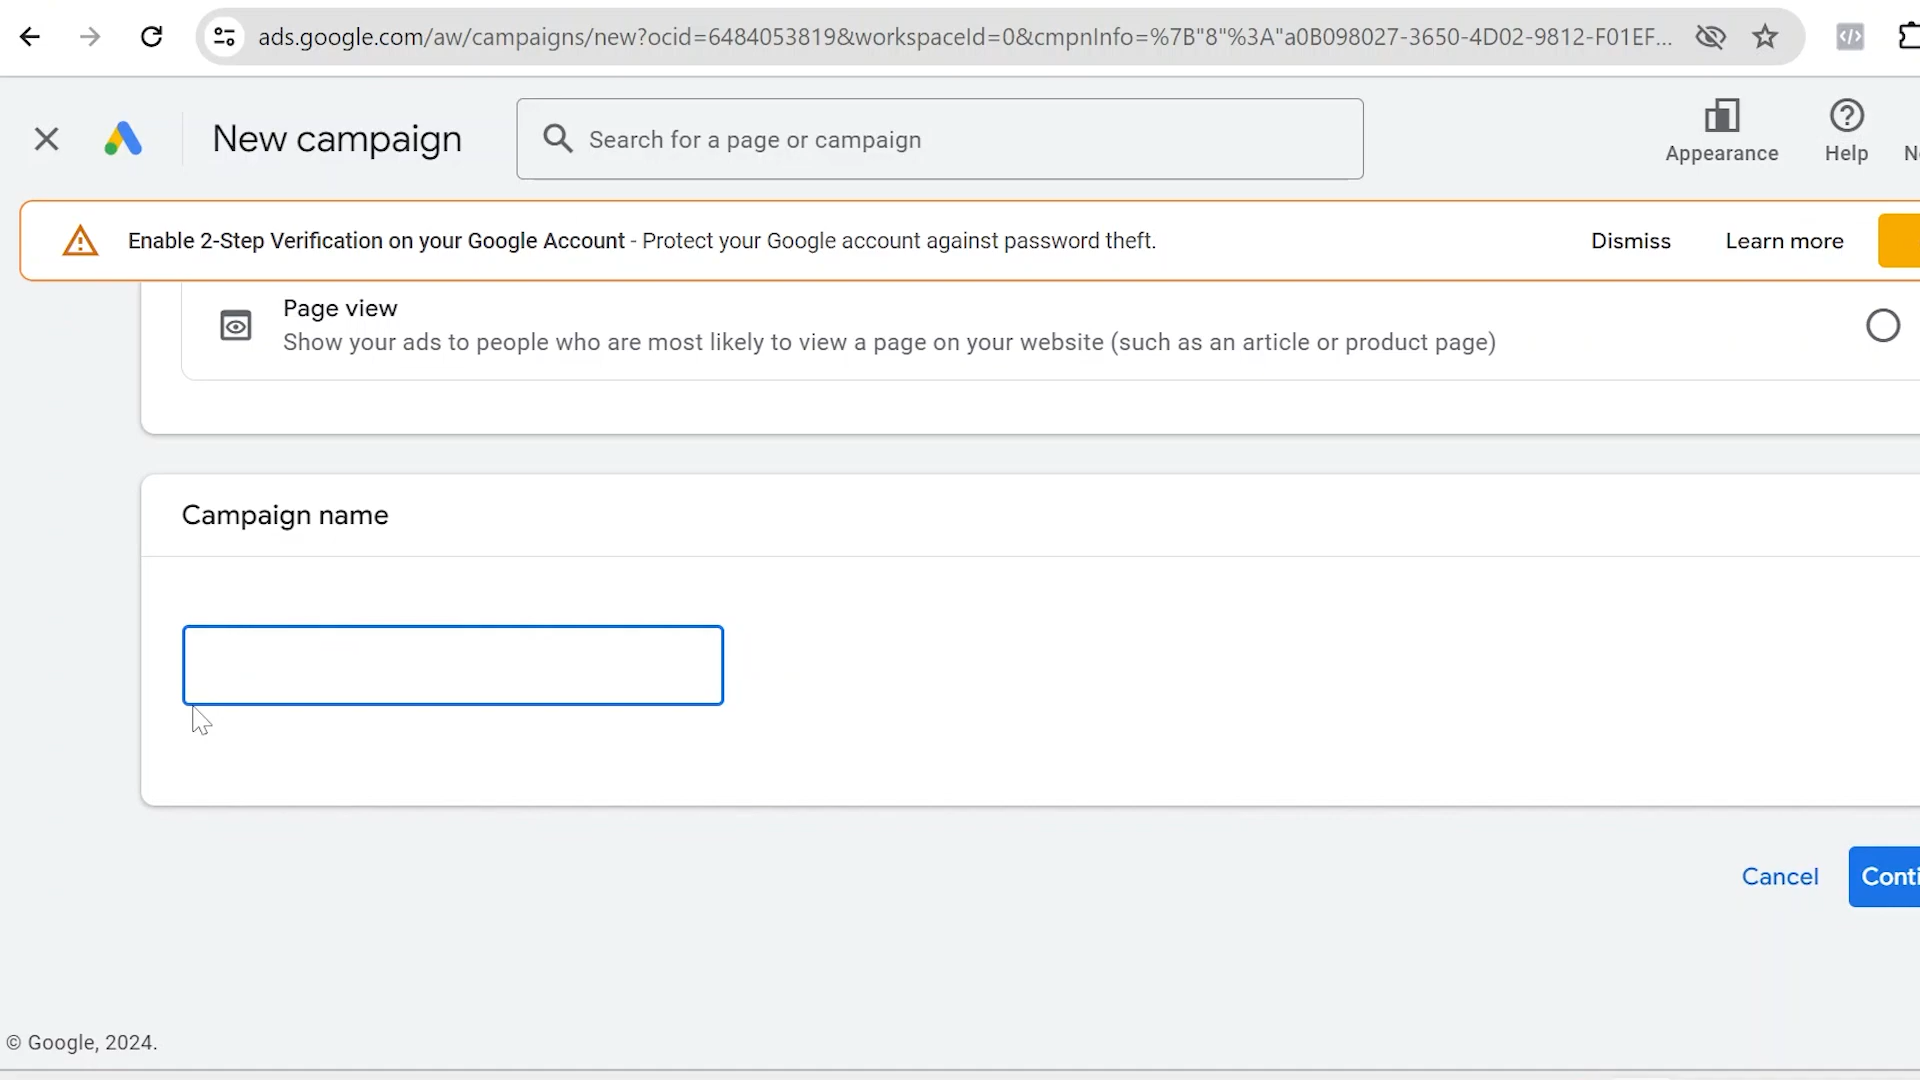 ads.google.com/aw/campaigns/new?ocid=6484053819&workspaceId=0&cmpnInfo=%7B"8"%3A"a0B098027-3650-4D02-9812-F01EF...
New campaign
Search for a page or campaign
Appearance
Help
Enable 2-Step Verification on your Google Account - Protect your Google account against password theft.
Dismiss
Learn more
Page view
Show your ads to people who are most likely to view a page on your website (such as an article or product page)
Campaign name
Cancel
Conti
© Google, 2024.